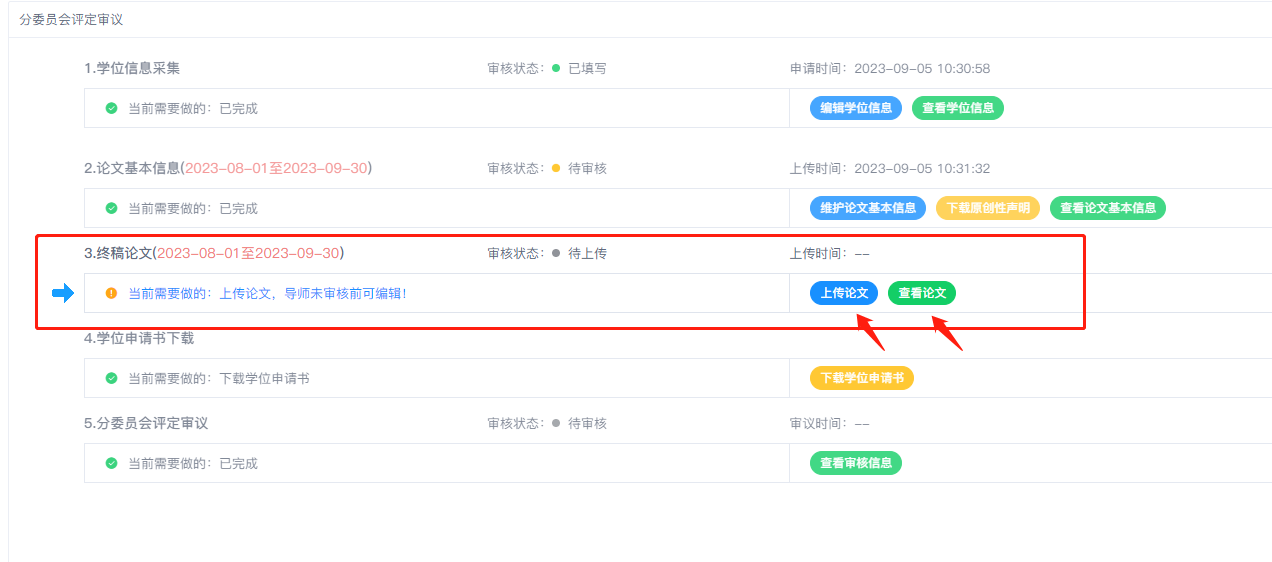 分委员会评定审议
1.学位信息采集 审核状态： 已填写 申请时间：2023-09-05 10:30:58
当前需要做的：已完成 编辑学位信息 查看学位信息
2.论文基本信息(2023-08-01至2023-09-30) 审核状态： 待审核 上传时间：2023-09-05 10:31:32
当前需要做的：已完成 维护论文基本信息 下载原创性声明 查看论文基本信息
3.终稿论文(2023-08-01至2023-09-30) 审核状态： 待上传 上传时间：--
当前需要做的：上传论文，导师未审核前可编辑！ 上传论文 查看论文
4.学位申请书下载
当前需要做的：下载学位申请书 下载学位申请书
5.分委员会评定审议 审核状态： 待审核 审议时间：--
当前需要做的：已完成 查看审核信息